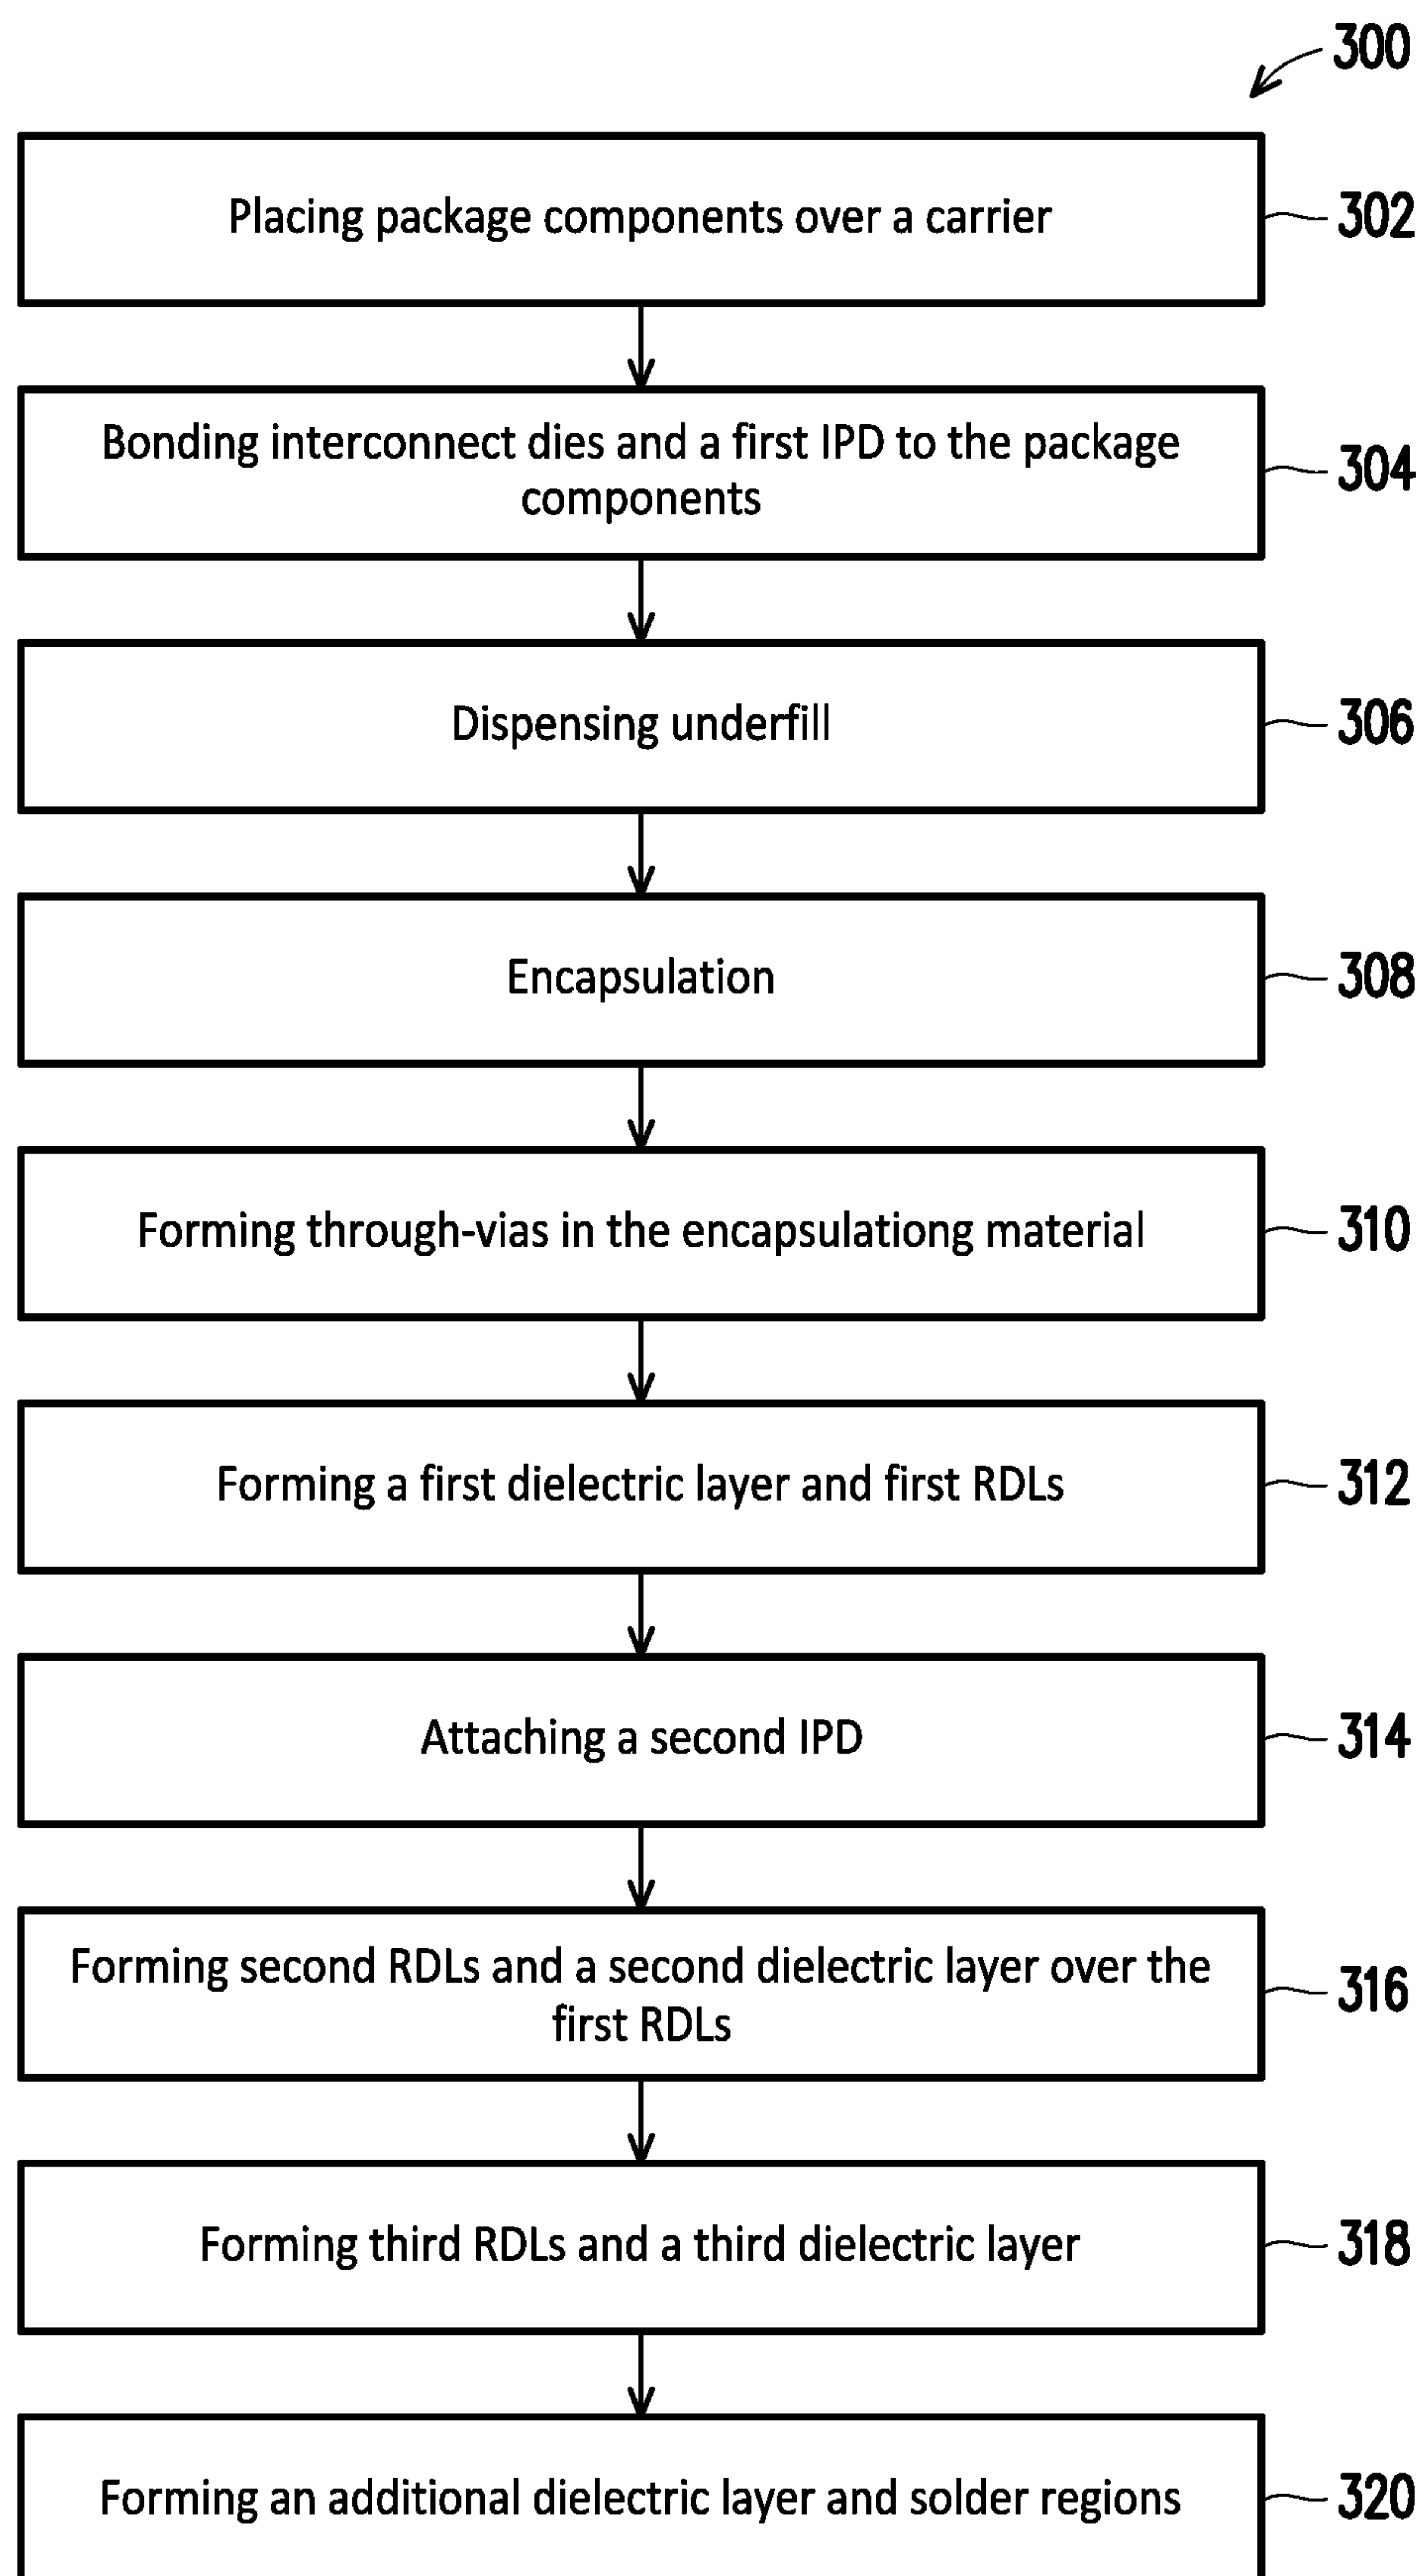 300
Placing package components over a carrier
302
Bonding interconnect dies and a first IPD to the package
components
304
Dispensing underfill
306
Encapsulation
308
Forming through-vias in the encapsulationg material
310
Forming a first dielectric layer and first RDLs
312
Attaching a second IPD
314
Forming second RDLs and a second dielectric layer over the
first RDLs
316
Forming third RDLs and a third dielectric layer
318
Forming an additional dielectric layer and solder regions
320